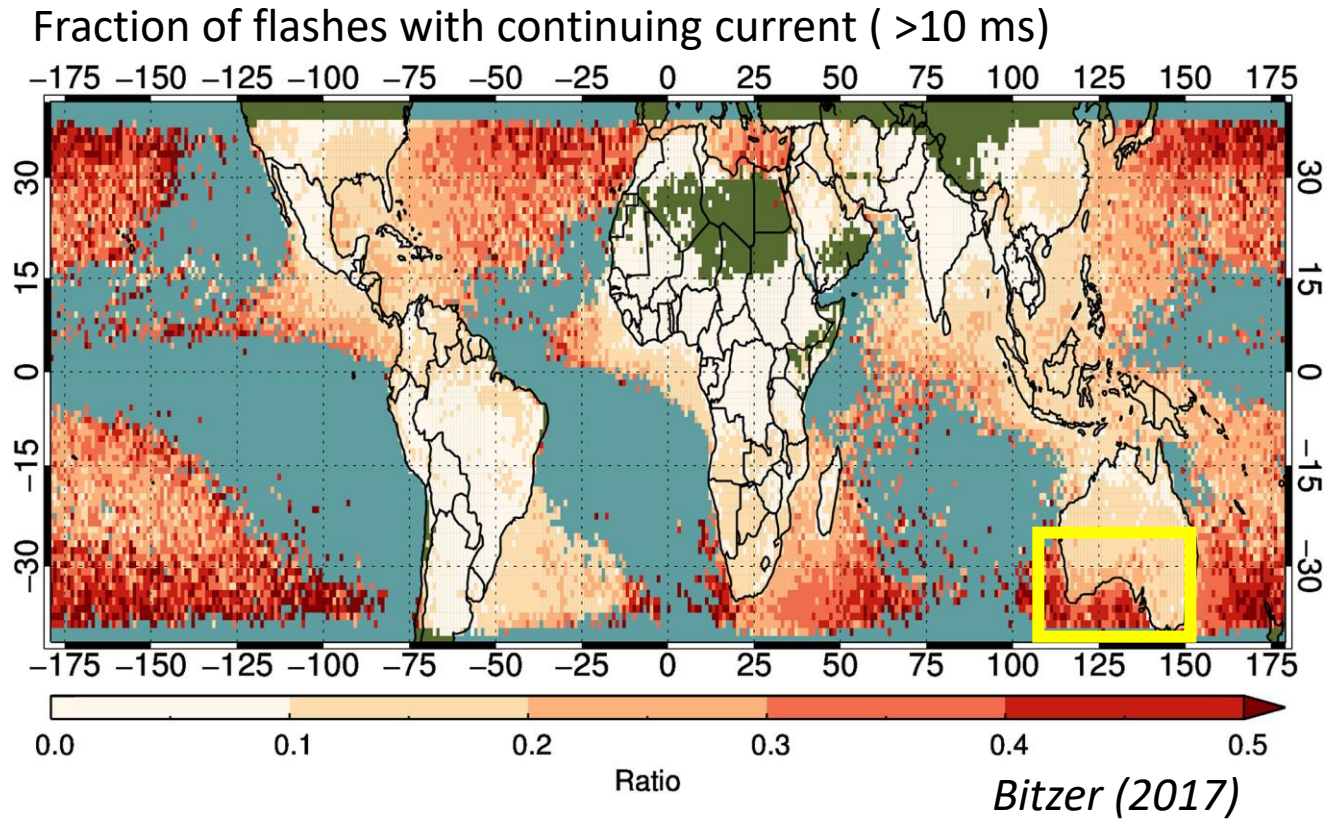 Fraction of flashes with continuing current ( >10 ms)
−175 −150 −125 −100 −75 −50 −25 0 25 50 75 100 125 150 175
30 30
15 15
0 0
−15 −15
−30 −30
−175 −150 −125 −100 −75 −50 −25 0 25 50 75 100 125 150 175
0.0 0.1 0.2 0.3 0.4 0.5
Ratio
Bitzer (2017)